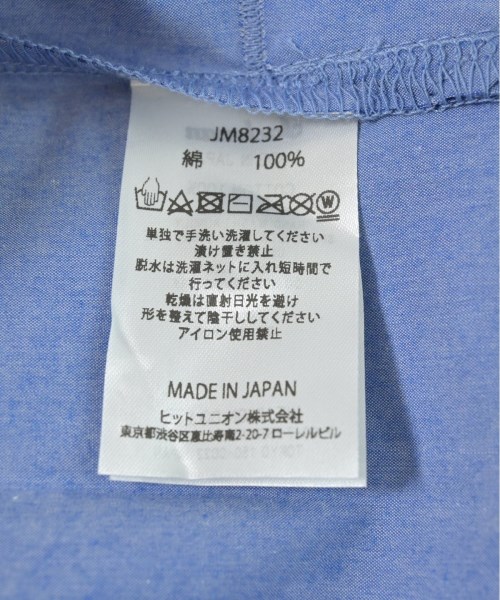 JM8232
綿 100%
W
単独で手洗い洗濯してください
漬け置き禁止
脱水は洗濯ネットに入れ短時間で
行ってください
乾燥は直射日光を避け
形を整えて陰干ししてください
アイロン使用禁止
MADE IN JAPAN
ヒットユニオン株式会社
東京都渋谷区恵比寿南2-20-7 ローレルビル